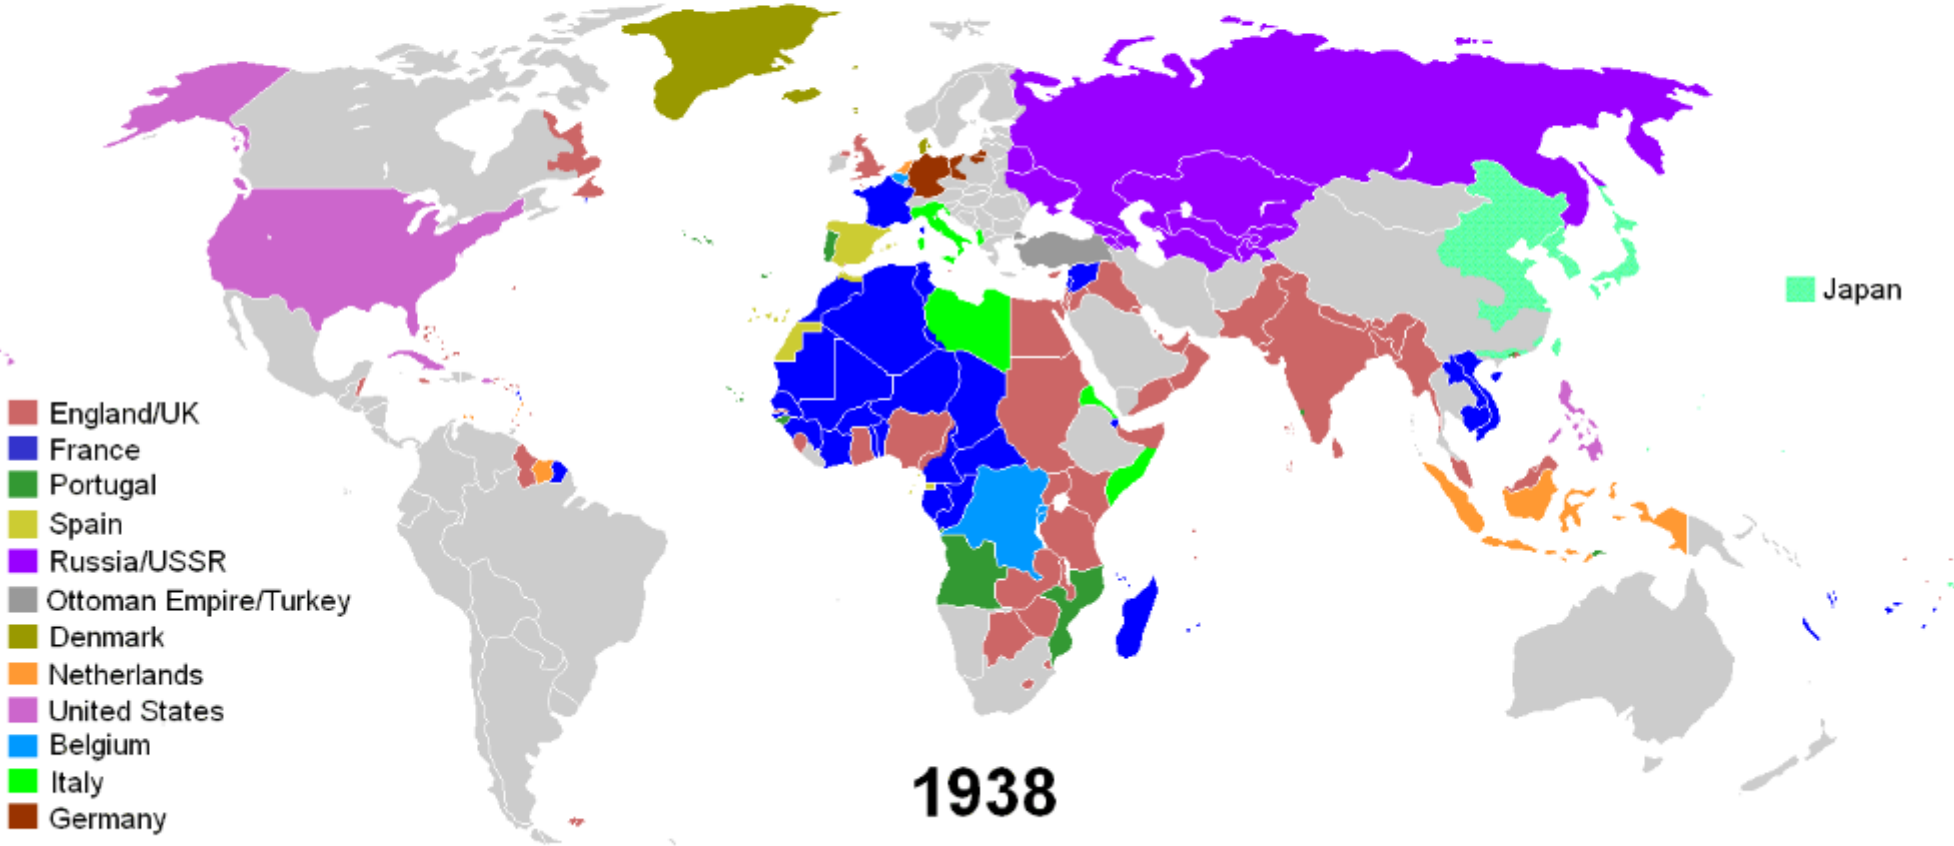 Japan
England/UK
France
Portugal
Spain
Russia/USSR
Ottoman Empire/Turkey
Denmark
Netherlands
United States
Belgium
Italy
Germany
1938